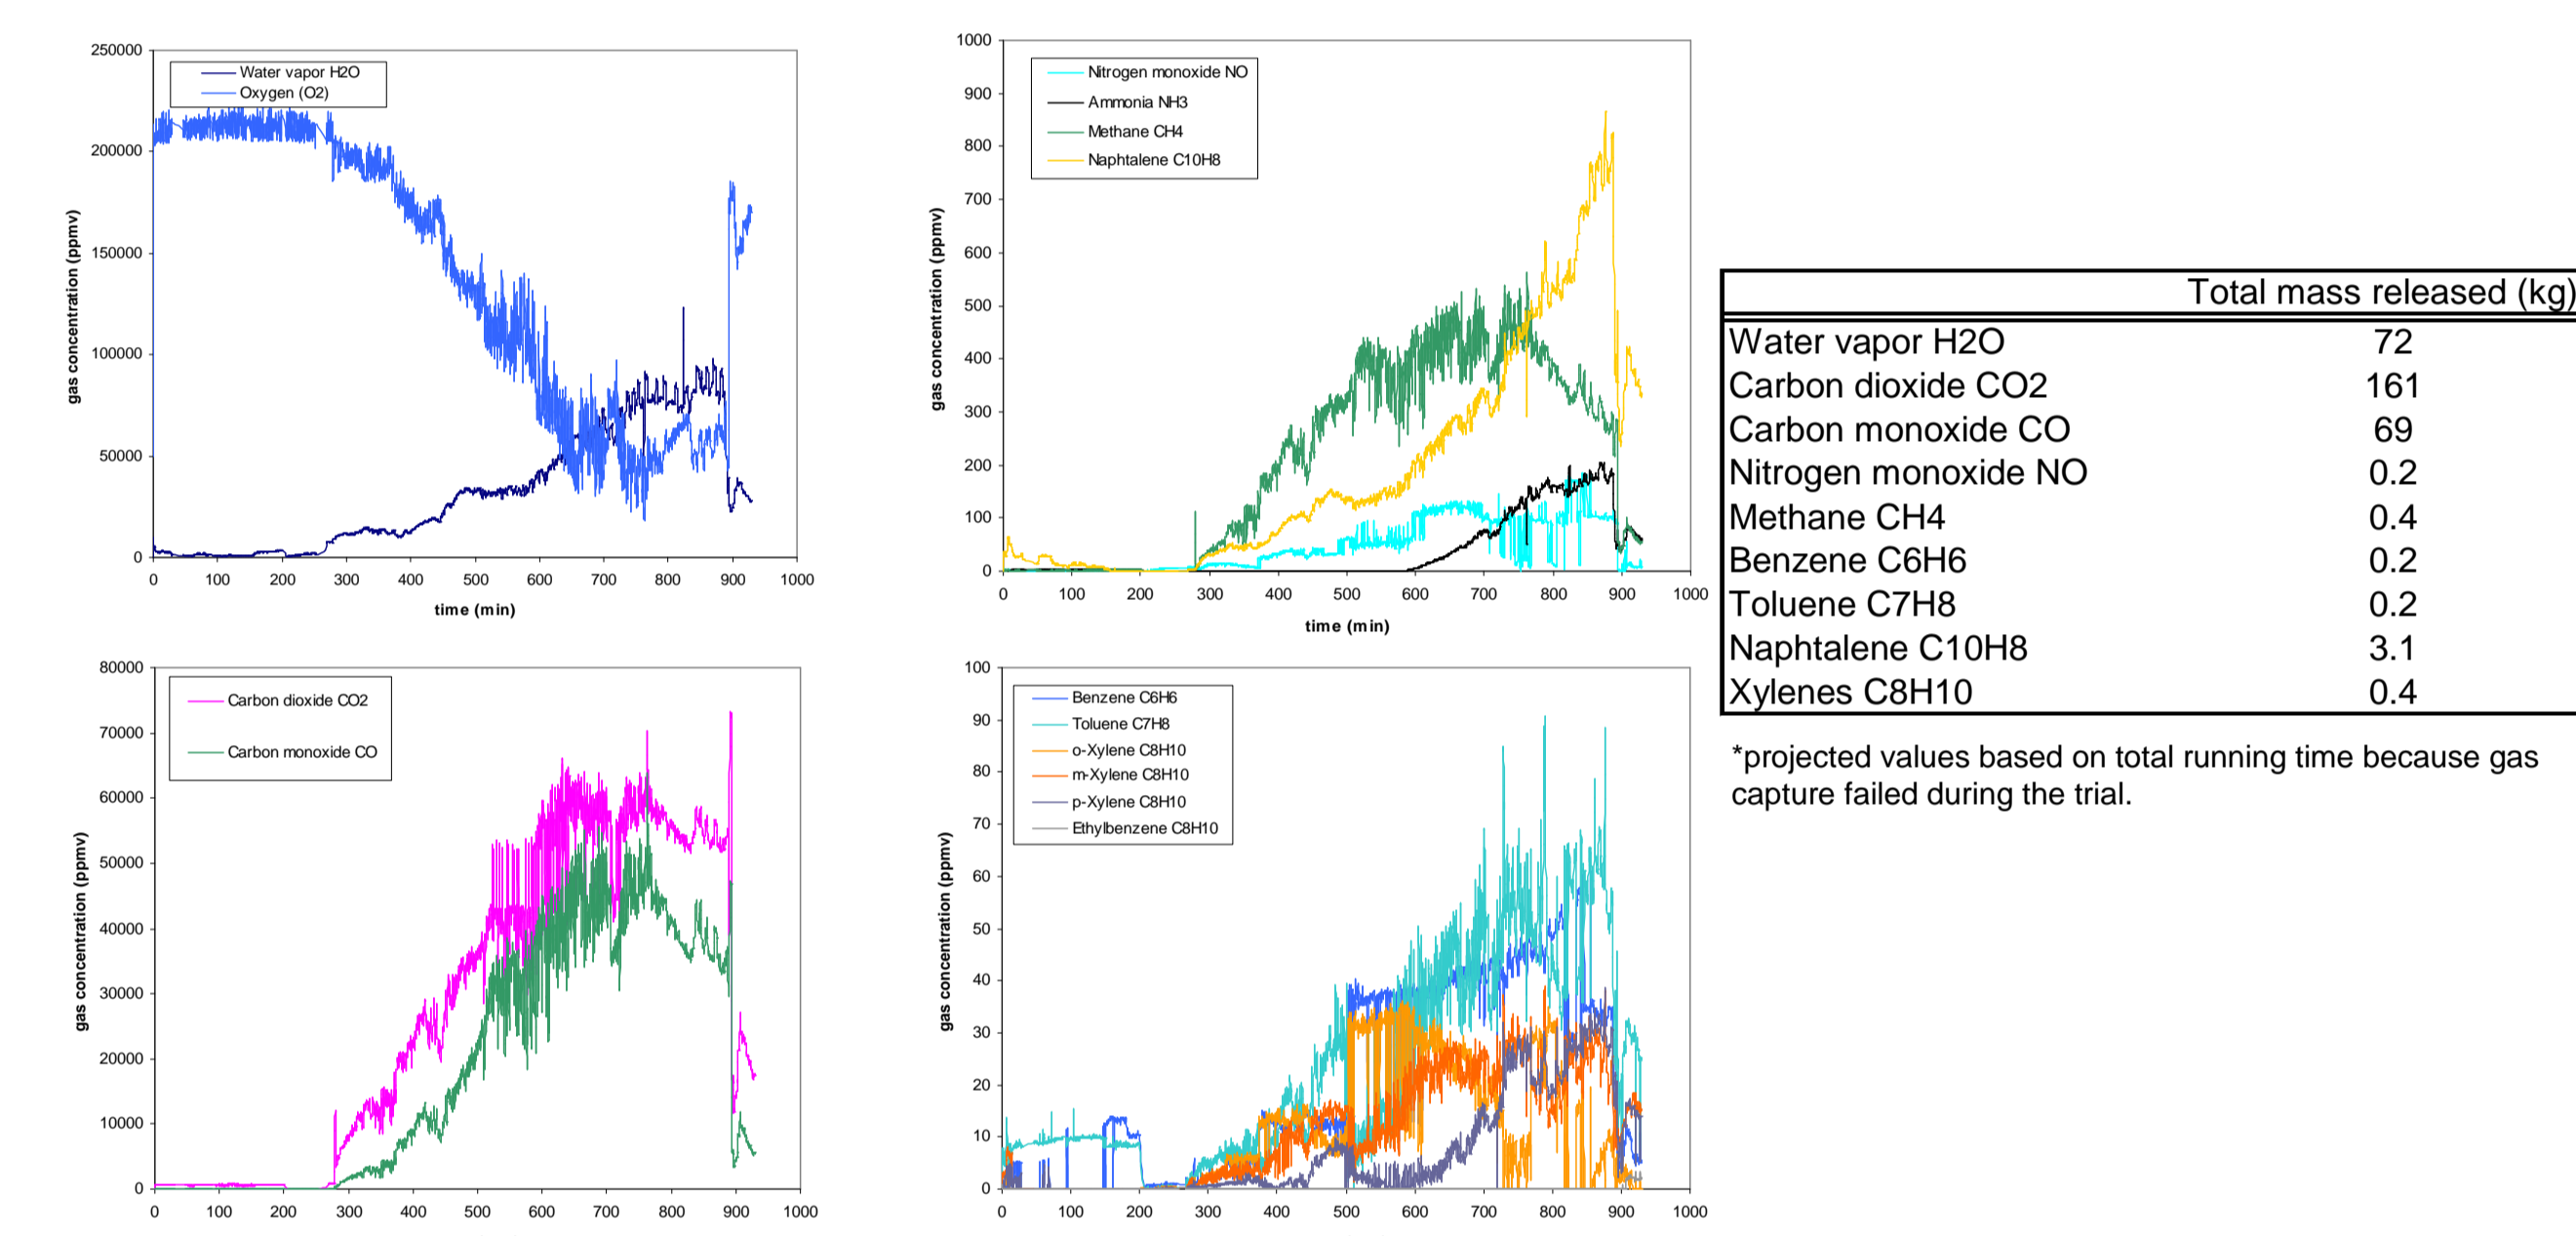 250000
200000
150000
100000
50000
0
gas concentration (ppmv)
Water vapor H2O
Oxygen (O2)
0 100 200 300 400 500 600 700 800 900 1000
time (min)
1000
900
800
700
600
500
400
300
200
100
0
gas concentration (ppmv)
Nitrogen monoxide NO
Ammonia NH3
Methane CH4
Naphtalene C10H8
0 100 200 300 400 500 600 700 800 900 1000
time (min)
80000
70000
60000
50000
40000
30000
20000
10000
0
gas concentration (ppmv)
Carbon dioxide CO2
Carbon monoxide CO
0 100 200 300 400 500 600 700 800 900 1000
100
90
80
70
60
50
40
30
20
10
0
gas concentration (ppmv)
Benzene C6H6
Toluene C7H8
o-Xylene C8H10
m-Xylene C8H10
p-Xylene C8H10
Ethylbenzene C8H10
0 100 200 300 400 500 600 700 800 900 1000
Total mass released (kg)
Water vapor H2O 72
Carbon dioxide CO2 161
Carbon monoxide CO 69
Nitrogen monoxide NO 0.2
Methane CH4 0.4
Benzene C6H6 0.2
Toluene C7H8 0.2
Naphtalene C10H8 3.1
Xylenes C8H10 0.4
*projected values based on total running time because gas
capture failed during the trial.